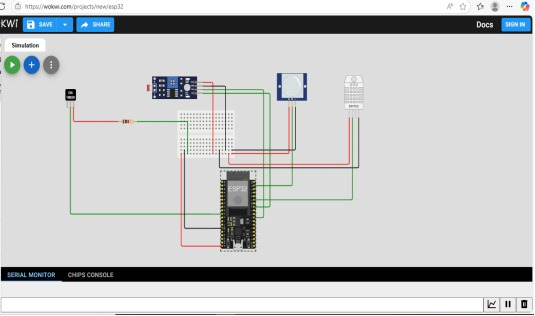 https://wokwi.com/projects/new/esp32
SAVE
SHARE
Docs
SIGN IN
Simulation
ESP32
SERIAL MONITOR
CHIPS CONSOLE